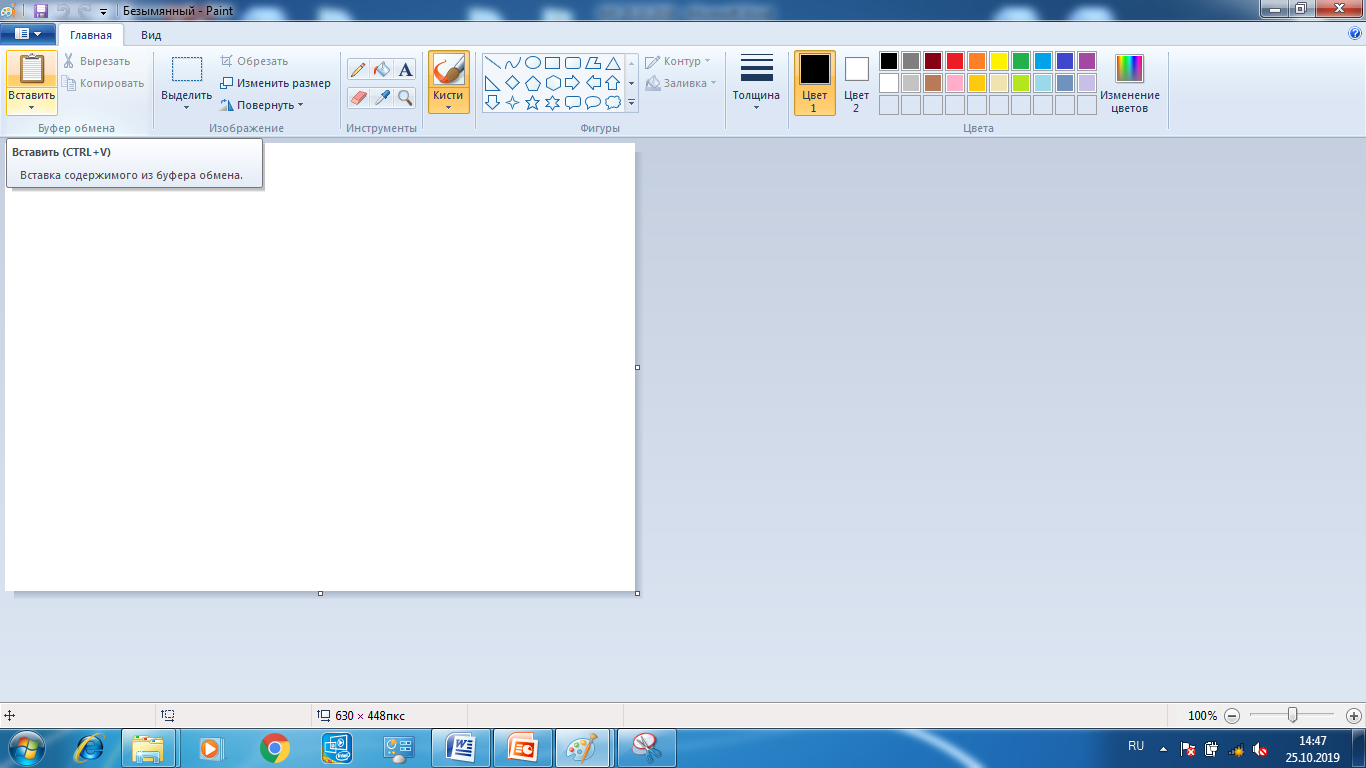 Безымянный - Paint
Главная Вид
Вставить
Вырезать
Копировать
Буфер обмена
Выделить
Обрезать
Изменить размер
Повернуть
Изображение
A
Инструменты
Кисти
Контур
Заливка
Фигуры
Толщина
Цвет
1
Цвет
2
Изменение
цветов
Цвета
Вставить (CTRL+V)
Вставка содержимого из буфера обмена.
630 × 448пкс
100%
RU
14:47
25.10.2019